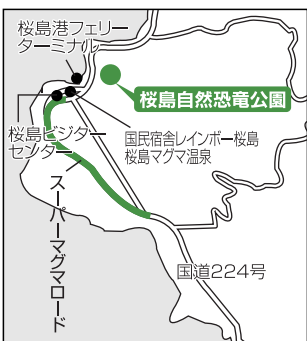 桜島港フェリー
ターミナル
桜島自然恐竜公園
国民宿舎レインボー桜島
桜島マグマ温泉
桜島ビジター
センター
スーパーマグマロード
国道224号